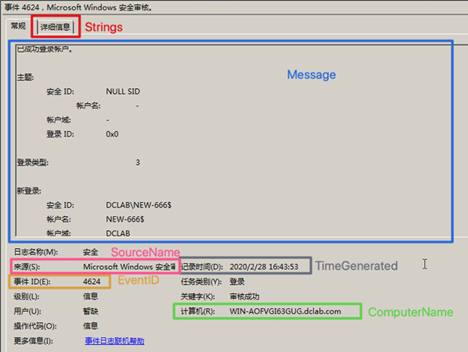 事件 4624，Microsoft Windows 安全审核。
常规 详细信息 Strings
已成功登录帐户。
Message
主题:
安全 ID: NULL SID
帐户名: -
帐户域: -
登录 ID: 0x0
登录类型: 3
新登录:
安全 ID: DCLAB\NEW-666$
帐户名: NEW-666$
帐户域: DCLAB
日志名称(M): 安全 SourceName
来源(S): Microsoft Windows 安全审 记录时间(D): 2020/2/28 16:43:53 TimeGenerated
事件 ID(E): 4624 EventID 任务类别(Y): 登录
级别(L): 信息 关键字(K): 审核成功
用户(U): 暂缺 计算机(R): WIN-AOFVGI63GUG.dclab.com
操作代码(O): 信息 ComputerName
更多信息(I): 事件日志联机帮助